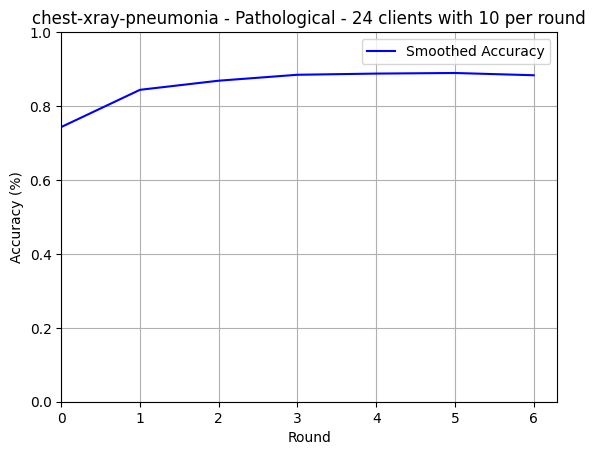 chest-xray-pneumonia - Pathological - 24 clients with 10 per round
Smoothed Accuracy
Accuracy (%)
1.0
0.8
0.6
0.4
0.2
0.0
0 1 2 3 4 5 6
Round